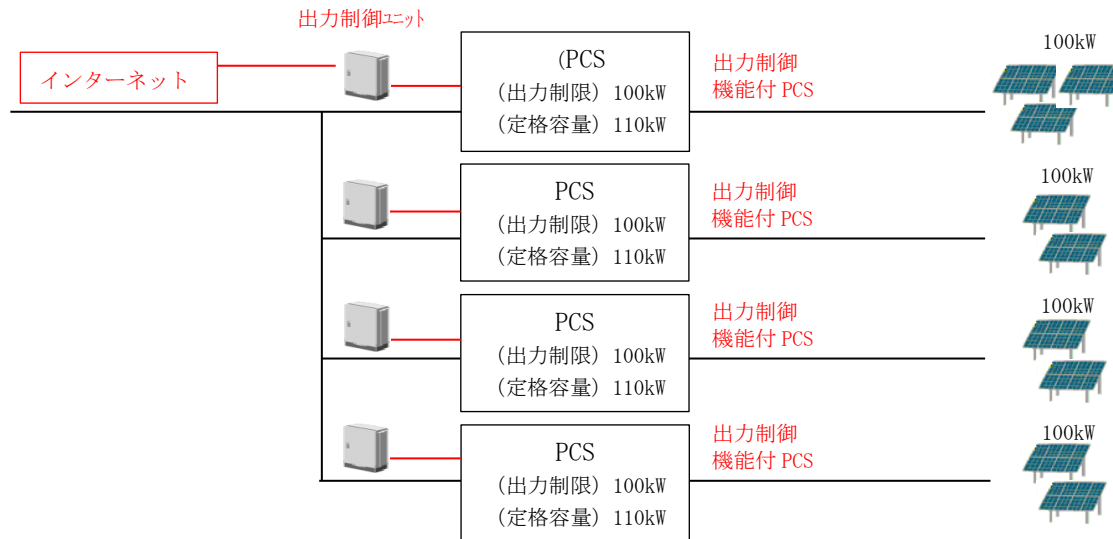 出力制御ユニット
インターネット
(PCS
(出力制限) 100kW
(定格容量) 110kW
出力制御
機能付 PCS
100kW
PCS
(出力制限) 100kW
(定格容量) 110kW
出力制御
機能付 PCS
100kW
PCS
(出力制限) 100kW
(定格容量) 110kW
出力制御
機能付 PCS
100kW
PCS
(出力制限) 100kW
(定格容量) 110kW
出力制御
機能付 PCS
100kW